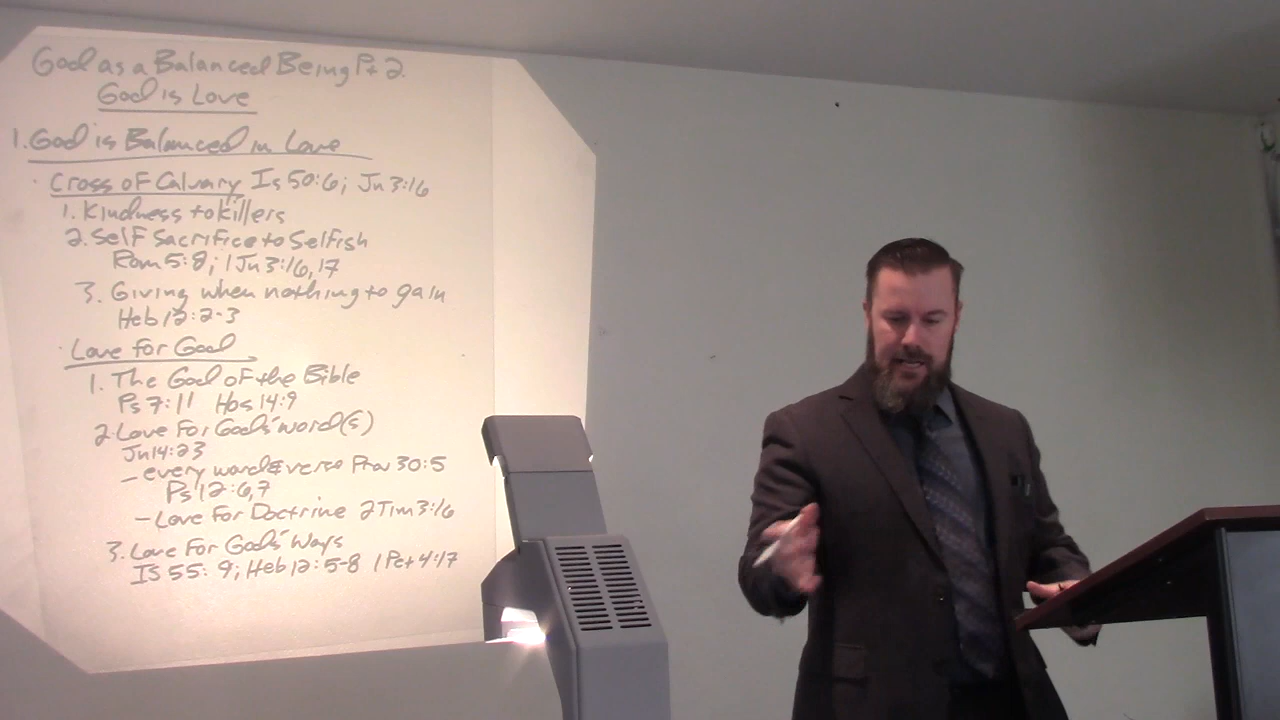 God as a Balanced Being Pt 2.
God is Love
1. God is Balanced in Love
· Cross of Calvary Is 50:6; Jn 3:16
1. Kindness to killers
2. Self Sacrifice to Selfish
Rom 5:8; 1 Jn 3:16,17
3. Giving when nothing to gain
Heb 12:2-3
· Love for God
1. The God of the Bible
Ps 7:11 Hos 14:9
2. Love For God's word(s)
Jn 14:23
- every word & verse Prov 30:5
Ps 12:6,7
- Love For Doctrine 2 Tim 3:16
3. Love For God's Ways
IS 55:9; Heb 12:5-8 1 Pet 4:17